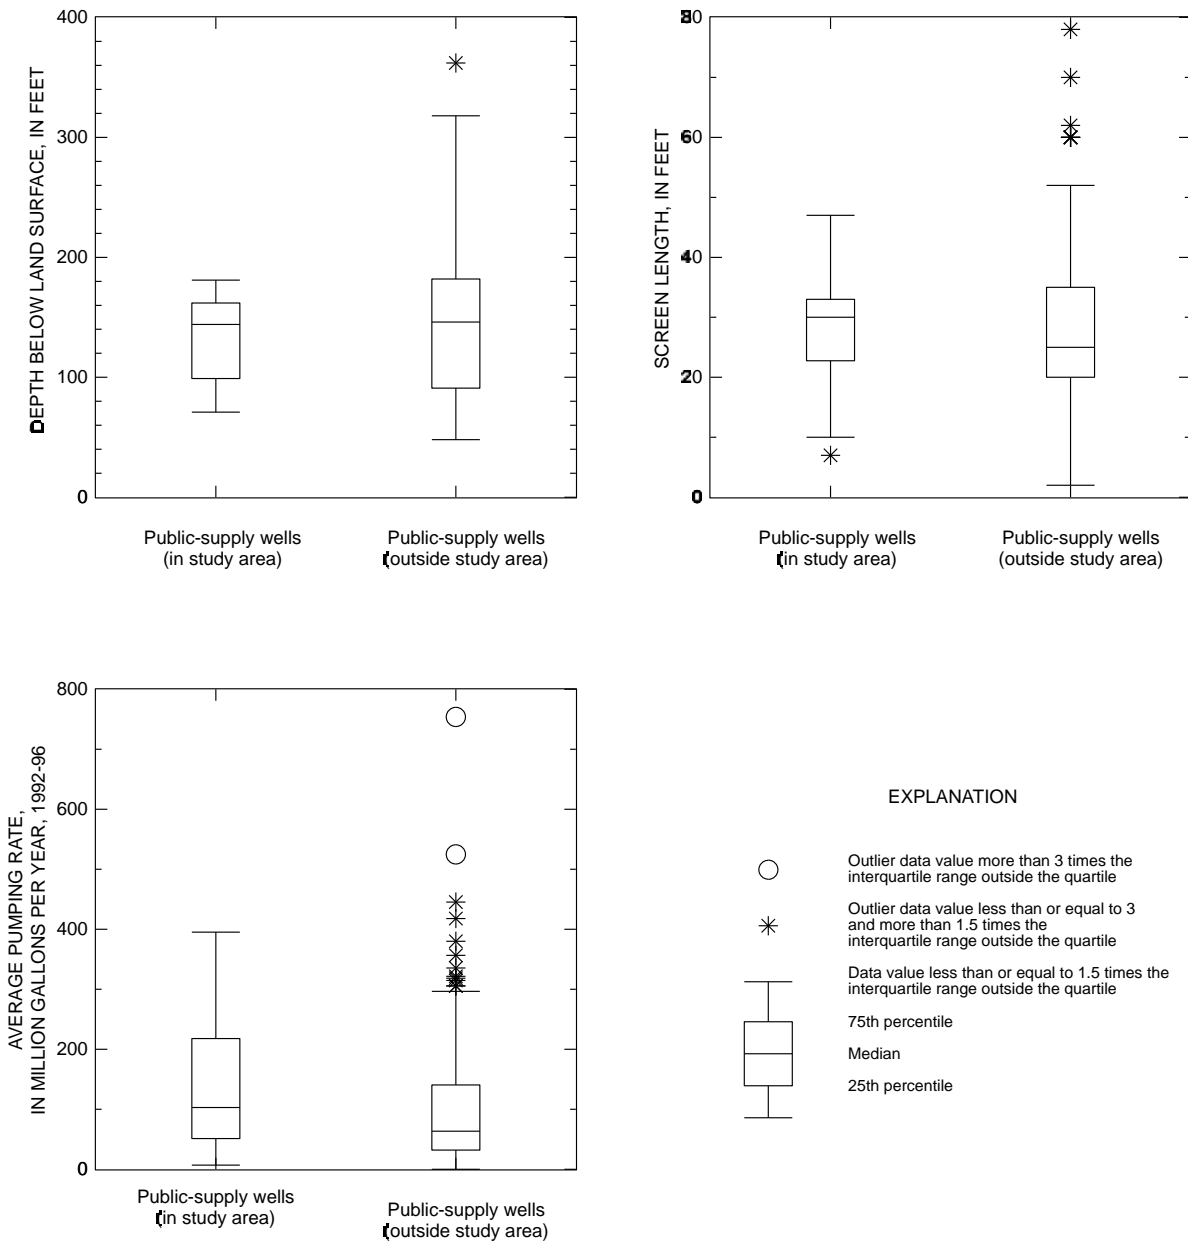 DEPTH BELOW LAND SURFACE, IN FEET
400
300
200
100
0
Public-supply wells
(in study area)
Public-supply wells
(outside study area)
SCREEN LENGTH, IN FEET
80
60
40
20
0
Public-supply wells
(in study area)
Public-supply wells
(outside study area)
AVERAGE PUMPING RATE,
IN MILLION GALLONS PER YEAR, 1992-96
800
600
400
200
0
Public-supply wells
(in study area)
Public-supply wells
(outside study area)
EXPLANATION
Outlier data value more than 3 times the
interquartile range outside the quartile
Outlier data value less than or equal to 3
and more than 1.5 times the
interquartile range outside the quartile
Data value less than or equal to 1.5 times the
interquartile range outside the quartile
75th percentile
Median
25th percentile